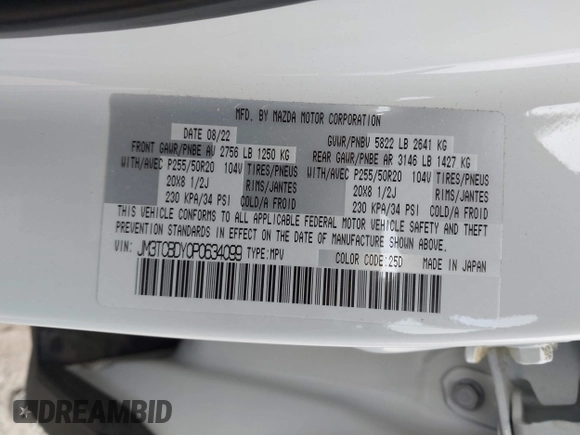 MFD. BY MAZDA MOTOR CORPORATION
DATE 08/22 GVWR/PNBV 5822 LB 2641 KG
FRONT GAWR/PNBE AV 2756 LB 1250 KG REAR GAWR/PNBE AR 3146 LB 1427 KG
WITH/AVEC P255/50R20 104V TIRES/PNEUS WITH/AVEC P255/50R20 104V TIRES/PNEUS
20X8 1/2J RIMS/JANTES 20X8 1/2J RIMS/JANTES
230 KPA/34 PSI COLD/A FROID 230 KPA/34 PSI COLD/A FROID
THIS VEHICLE CONFORMS TO ALL APPLICABLE FEDERAL MOTOR VEHICLE SAFETY AND THEFT
PREVENTION STANDARDS IN EFFECT ON THE DATE OF MANUFACTURE SHOWN ABOVE.
VIN: JM3TCBDY0P0634099 TYPE:MPV COLOR CODE:25D MADE IN JAPAN
DREAMBID